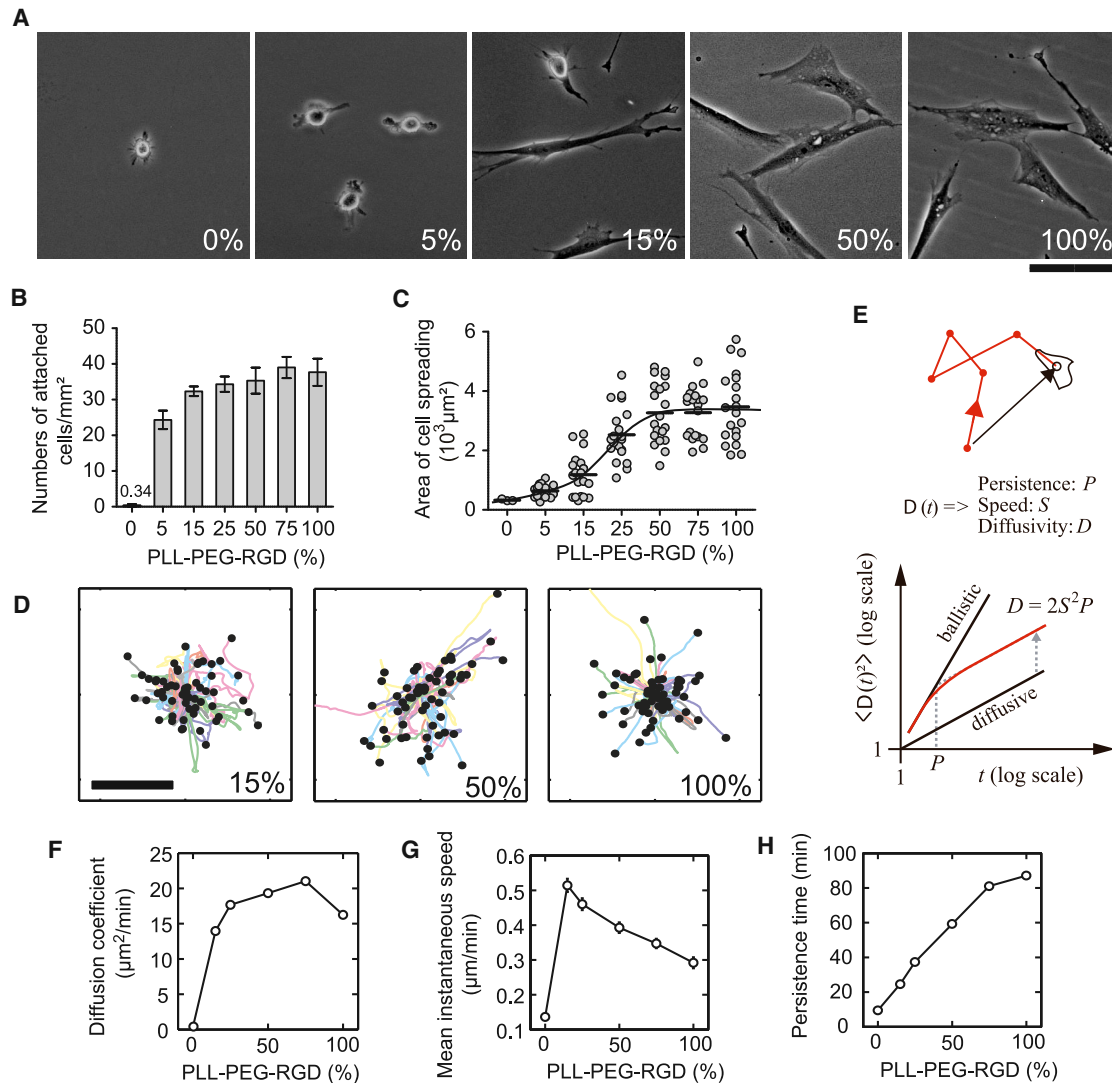 A
0%
5%
15%
50%
100%
B
Numbers of attached
cells/mm²
50
40
30
20
10
0
0.34
0 5 15 25 50 75 100
PLL-PEG-RGD (%)
C
Area of cell spreading
(10³µm²)
6
4
2
0
0 5 15 25 50 75 100
PLL-PEG-RGD (%)
D
15%
50%
100%
E
Persistence: P
D(t) => Speed: S
Diffusivity: D
<D(t)²> (log scale)
ballistic
D = 2S²P
diffusive
1
1
P
t (log scale)
F
Diffusion coefficient
(µm²/min)
25
20
15
10
5
0
0 50 100
PLL-PEG-RGD (%)
G
Mean instantaneous speed
(µm/min)
0.6
0.5
0.4
0.3
0.2
0.1
0 50 100
PLL-PEG-RGD (%)
H
Persistence time (min)
100
80
60
40
20
0
0 50 100
PLL-PEG-RGD (%)